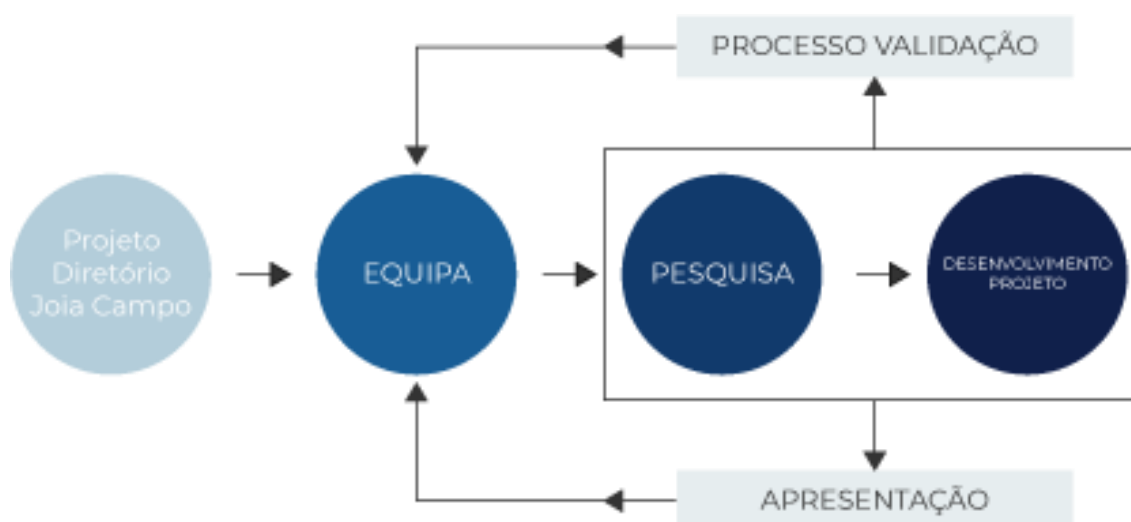 PROCESSO VALIDAÇÃO
Projeto
Diretório
Joia Campo
EQUIPA
PESQUISA
DESENVOLVIMENTO
PROJETO
APRESENTAÇÃO